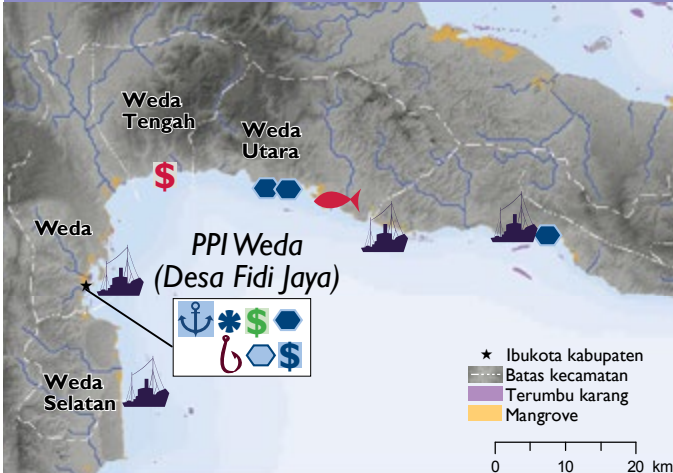 Weda
Tengah
Weda
Utara
$
Weda
PPI Weda
(Desa Fidi Jaya)
$
$
Weda
Selatan
Ibukota kabupaten
Batas kecamatan
Terumbu karang
Mangrove
0 10 20 km